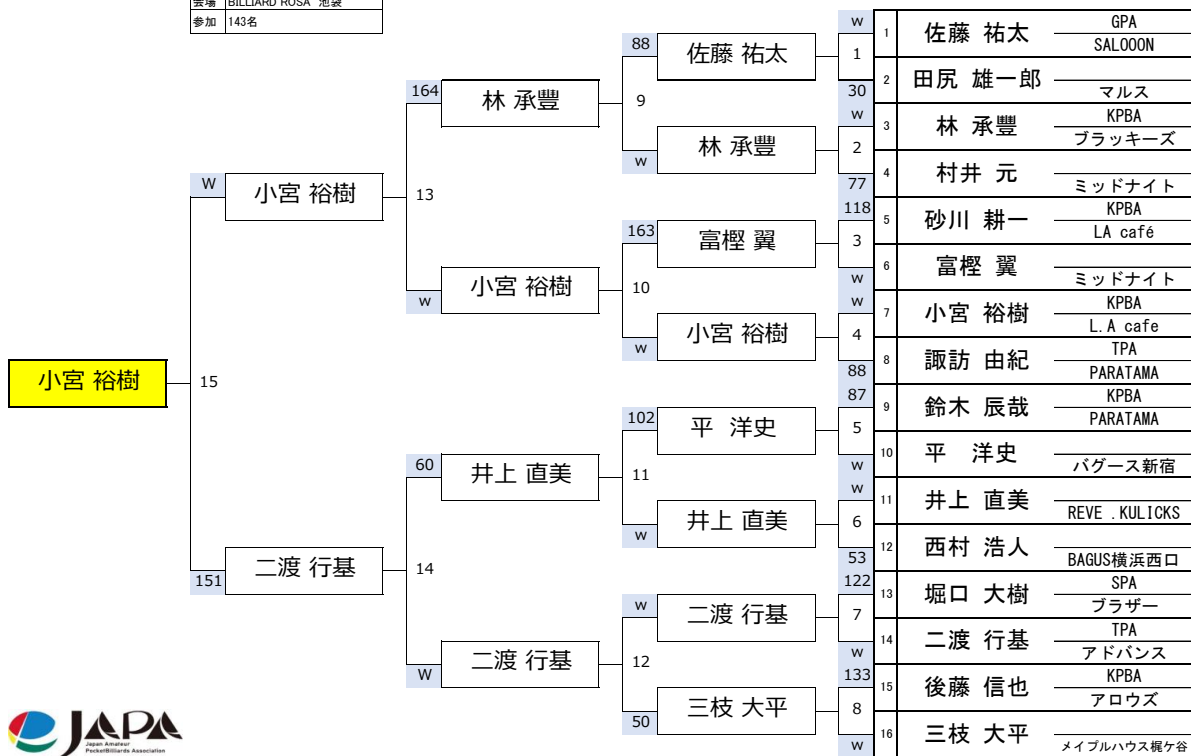 会場 BILLIARD ROSA 池袋
参加 143名
小宮 裕樹
15
W 小宮 裕樹
151 二渡 行基
13
14
164 林 承豊
w 小宮 裕樹
60 井上 直美
W 二渡 行基
9
10
11
12
88 佐藤 祐太
w 林 承豊
163 富樫 翼
w 小宮 裕樹
102 平 洋史
w 井上 直美
w 二渡 行基
50 三枝 大平
w
1
30
w
2
77
118
3
w
w
4
88
87
5
w
w
6
53
122
7
w
133
8
w
1 佐藤 祐太 GPA
SALOOON
2 田尻 雄一郎
マルス
3 林 承豊 KPBA
ブラッキーズ
4 村井 元
ミッドナイト
5 砂川 耕一 KPBA
LA café
6 富樫 翼
ミッドナイト
7 小宮 裕樹 KPBA
L.A cafe
8 諏訪 由紀 TPA
PARATAMA
9 鈴木 辰哉 KPBA
PARATAMA
10 平 洋史
バグース新宿
11 井上 直美
REVE .KULICKS
12 西村 浩人
BAGUS横浜西口
13 堀口 大樹 SPA
ブラザー
14 二渡 行基 TPA
アドバンス
15 後藤 信也 KPBA
アロウズ
16 三枝 大平
メイプルハウス梶ケ谷
JAPA
Japan Amateur
PocketBilliards Association